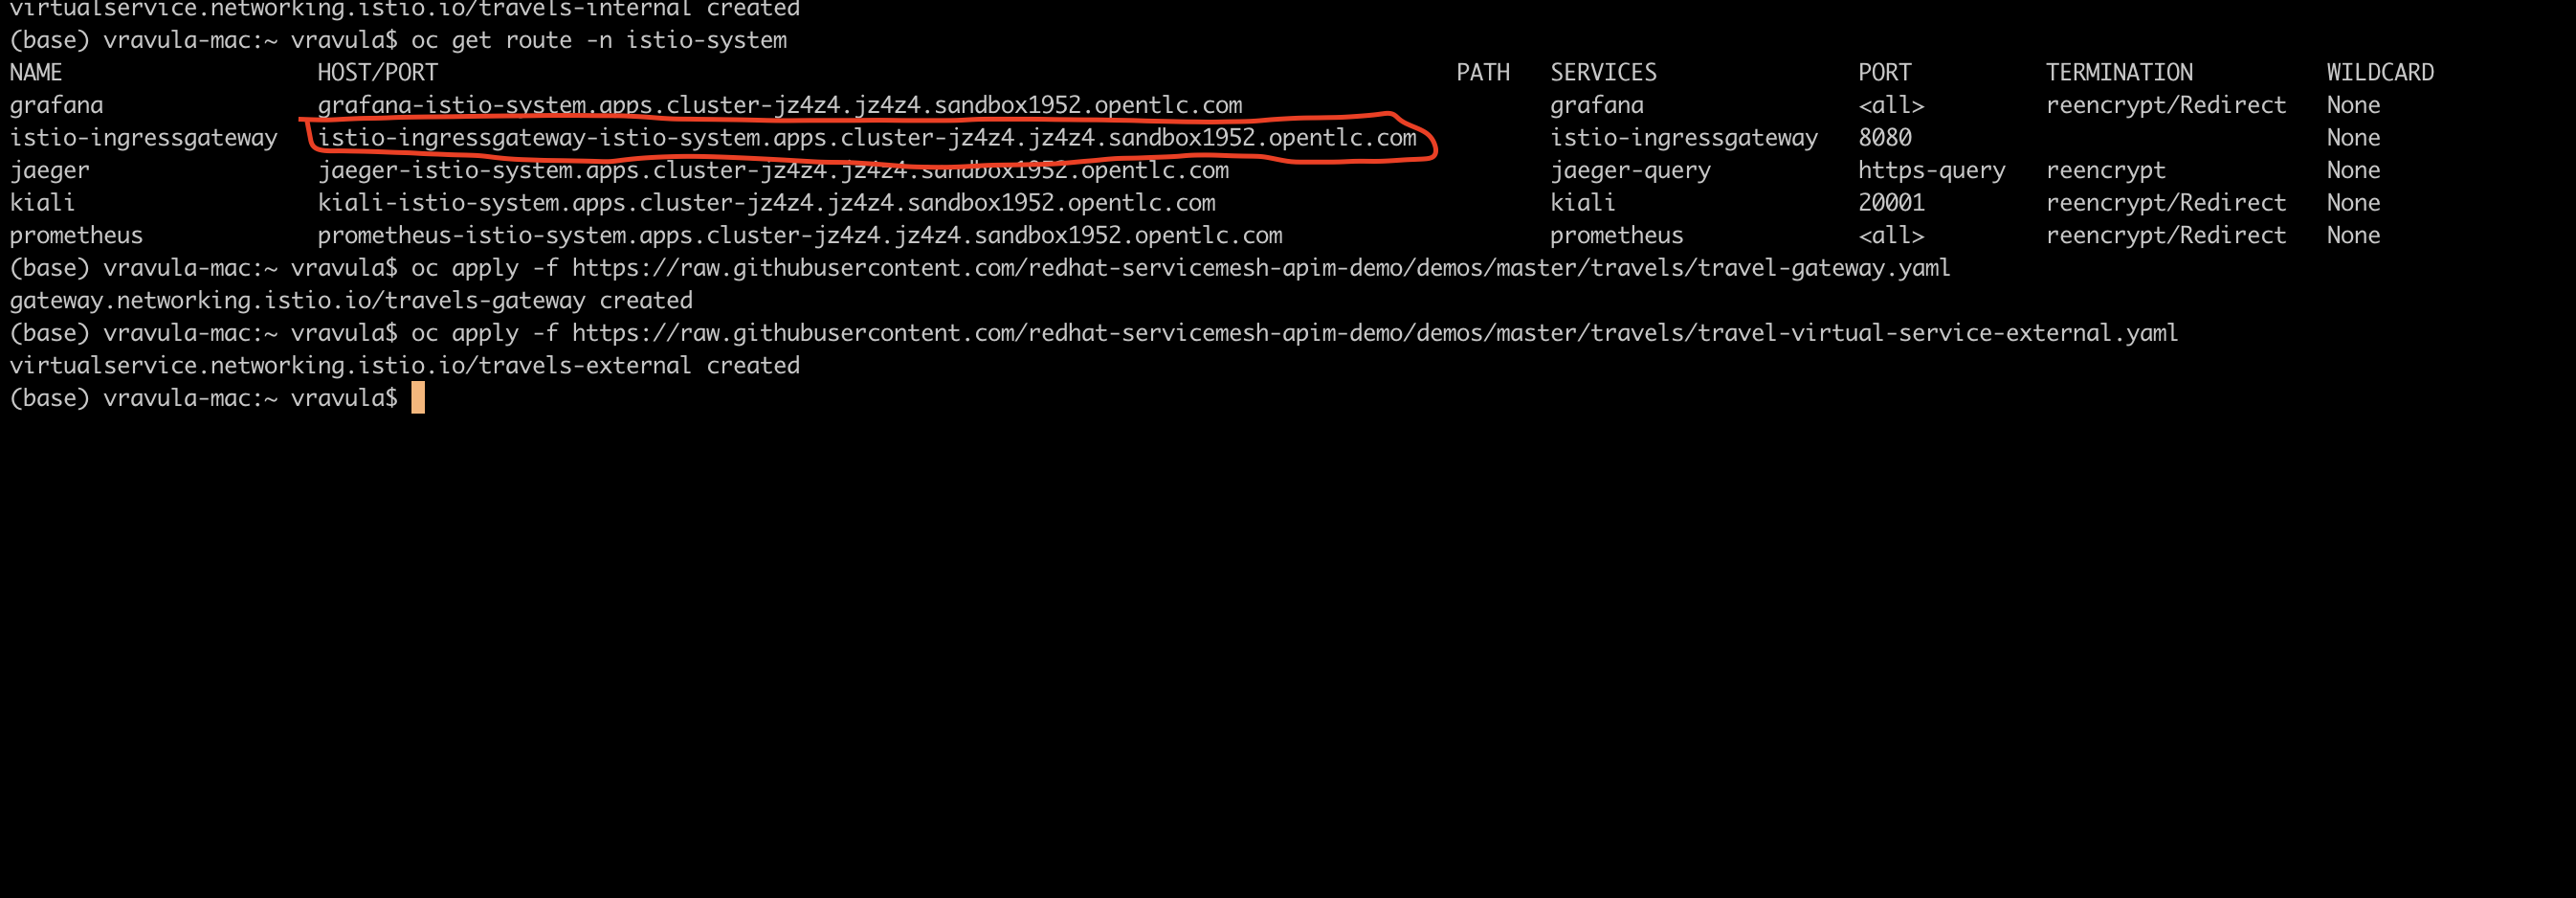 virtualservice.networking.istio.io/travels-internal created
(base) vravula-mac:~ vravula$ oc get route -n istio-system
NAME HOST/PORT PATH SERVICES PORT TERMINATION WILDCARD
grafana grafana-istio-system.apps.cluster-jz4z4.jz4z4.sandbox1952.opentlc.com grafana <all> reencrypt/Redirect None
istio-ingressgateway istio-ingressgateway-istio-system.apps.cluster-jz4z4.jz4z4.sandbox1952.opentlc.com istio-ingressgateway 8080 None
jaeger jaeger-istio-system.apps.cluster-jz4z4.jz4z4.sandbox1952.opentlc.com jaeger-query https-query reencrypt None
kiali kiali-istio-system.apps.cluster-jz4z4.jz4z4.sandbox1952.opentlc.com kiali 20001 reencrypt/Redirect None
prometheus prometheus-istio-system.apps.cluster-jz4z4.jz4z4.sandbox1952.opentlc.com prometheus <all> reencrypt/Redirect None
(base) vravula-mac:~ vravula$ oc apply -f https://raw.githubusercontent.com/redhat-servicemesh-apim-demo/demos/master/travels/travel-gateway.yaml
gateway.networking.istio.io/travels-gateway created
(base) vravula-mac:~ vravula$ oc apply -f https://raw.githubusercontent.com/redhat-servicemesh-apim-demo/demos/master/travels/travel-virtual-service-external.yaml
virtualservice.networking.istio.io/travels-external created
(base) vravula-mac:~ vravula$